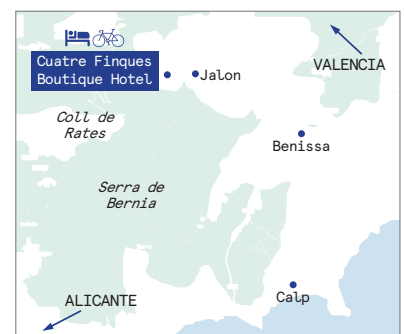 Cuatre Finques
Boutique Hotel
Jalon
VALENCIA
Coll de
Rates
Benissa
Serra de
Bernia
ALICANTE
Calp